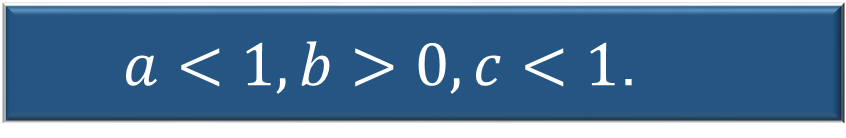 a < 1, b > 0, c < 1.